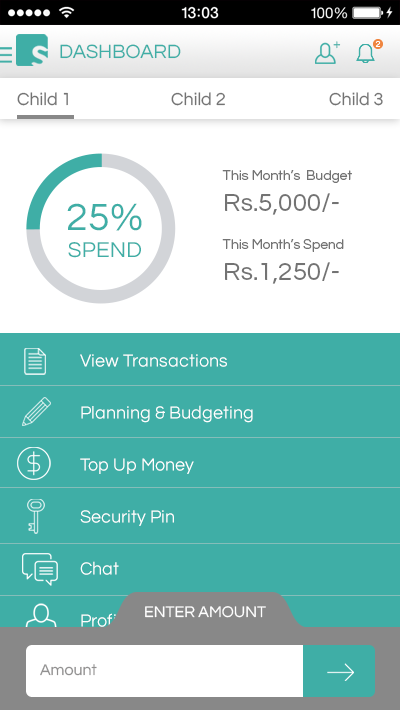 13:03
100%
S
DASHBOARD
2
Child 1
Child 2
Child 3
25%
SPEND
This Month's Budget
Rs.5,000/-
This Month's Spend
Rs.1,250/-
View Transactions
Planning & Budgeting
$
Top Up Money
Security Pin
Chat
ENTER AMOUNT
Amount